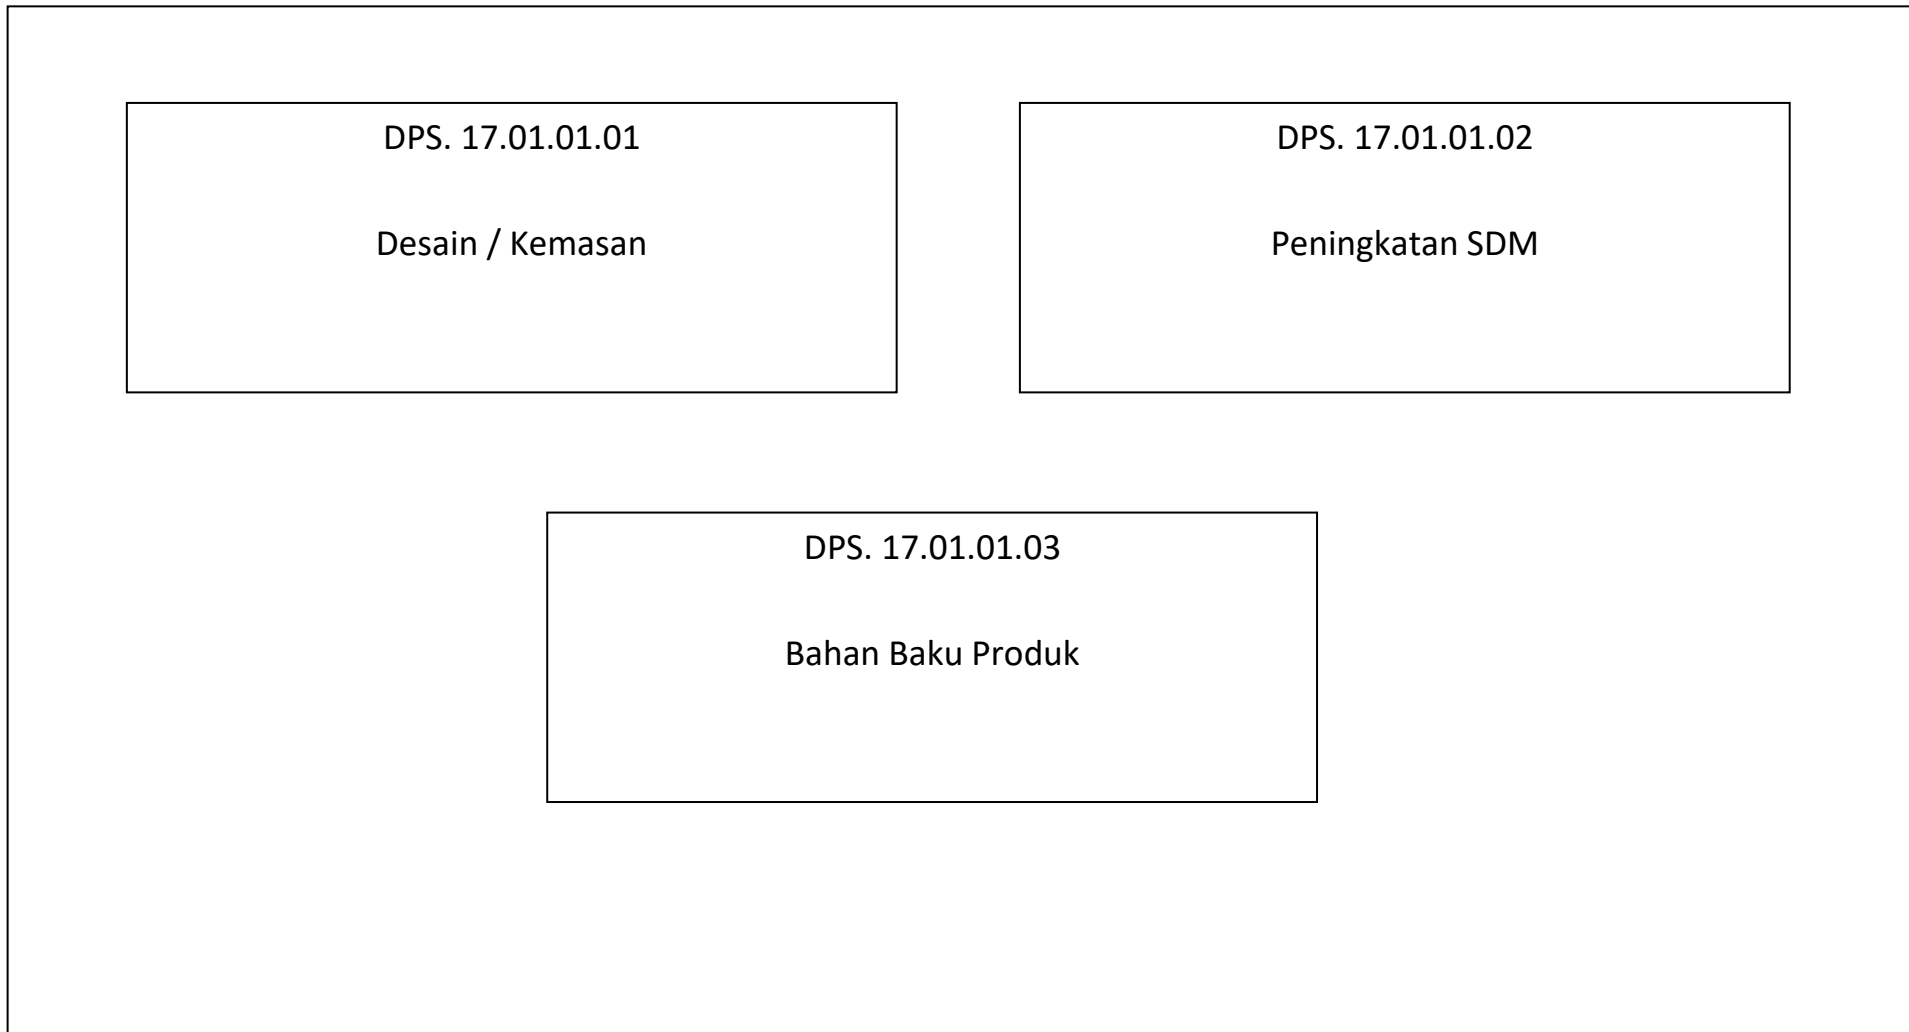 DPS. 17.01.01.01
Desain / Kemasan
DPS. 17.01.01.02
Peningkatan SDM
DPS. 17.01.01.03
Bahan Baku Produk